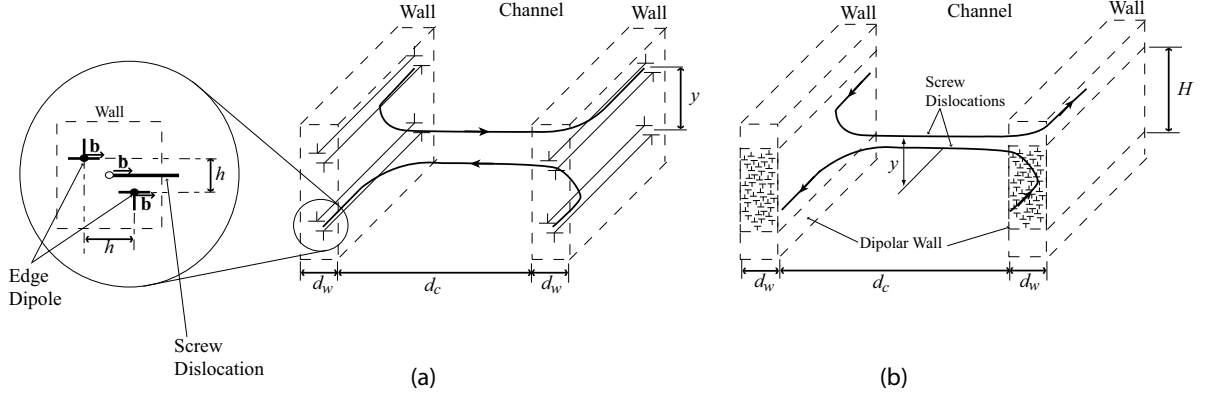 Wall
Channel
Wall
y
Wall
b
b
b
h
h
Edge
Dipole
Screw
Dislocation
d_w
d_c
d_w
(a)
Wall
Channel
Wall
Screw
Dislocations
H
y
Dipolar Wall
d_w
d_c
d_w
(b)